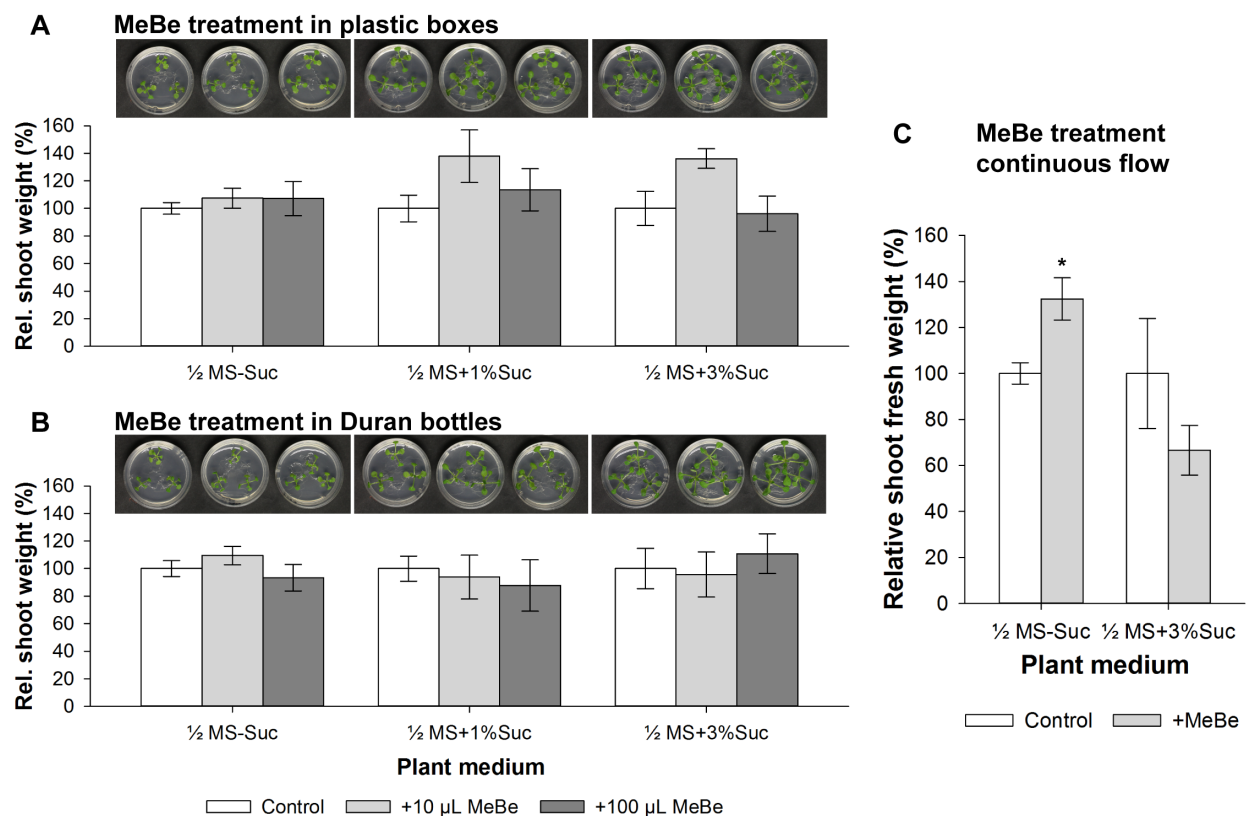 A MeBe treatment in plastic boxes
Rel. shoot weight (%)
160
140
120
100
80
60
40
20
0
½ MS-Suc ½ MS+1%Suc ½ MS+3%Suc
B MeBe treatment in Duran bottles
Rel. shoot weight (%)
160
140
120
100
80
60
40
20
0
½ MS-Suc ½ MS+1%Suc ½ MS+3%Suc
Plant medium
Control +10 µL MeBe +100 µL MeBe
C MeBe treatment
continuous flow
Relative shoot fresh weight (%)
160
140
120
100
80
60
40
20
0
*
½ MS-Suc ½ MS+3%Suc
Plant medium
Control +MeBe